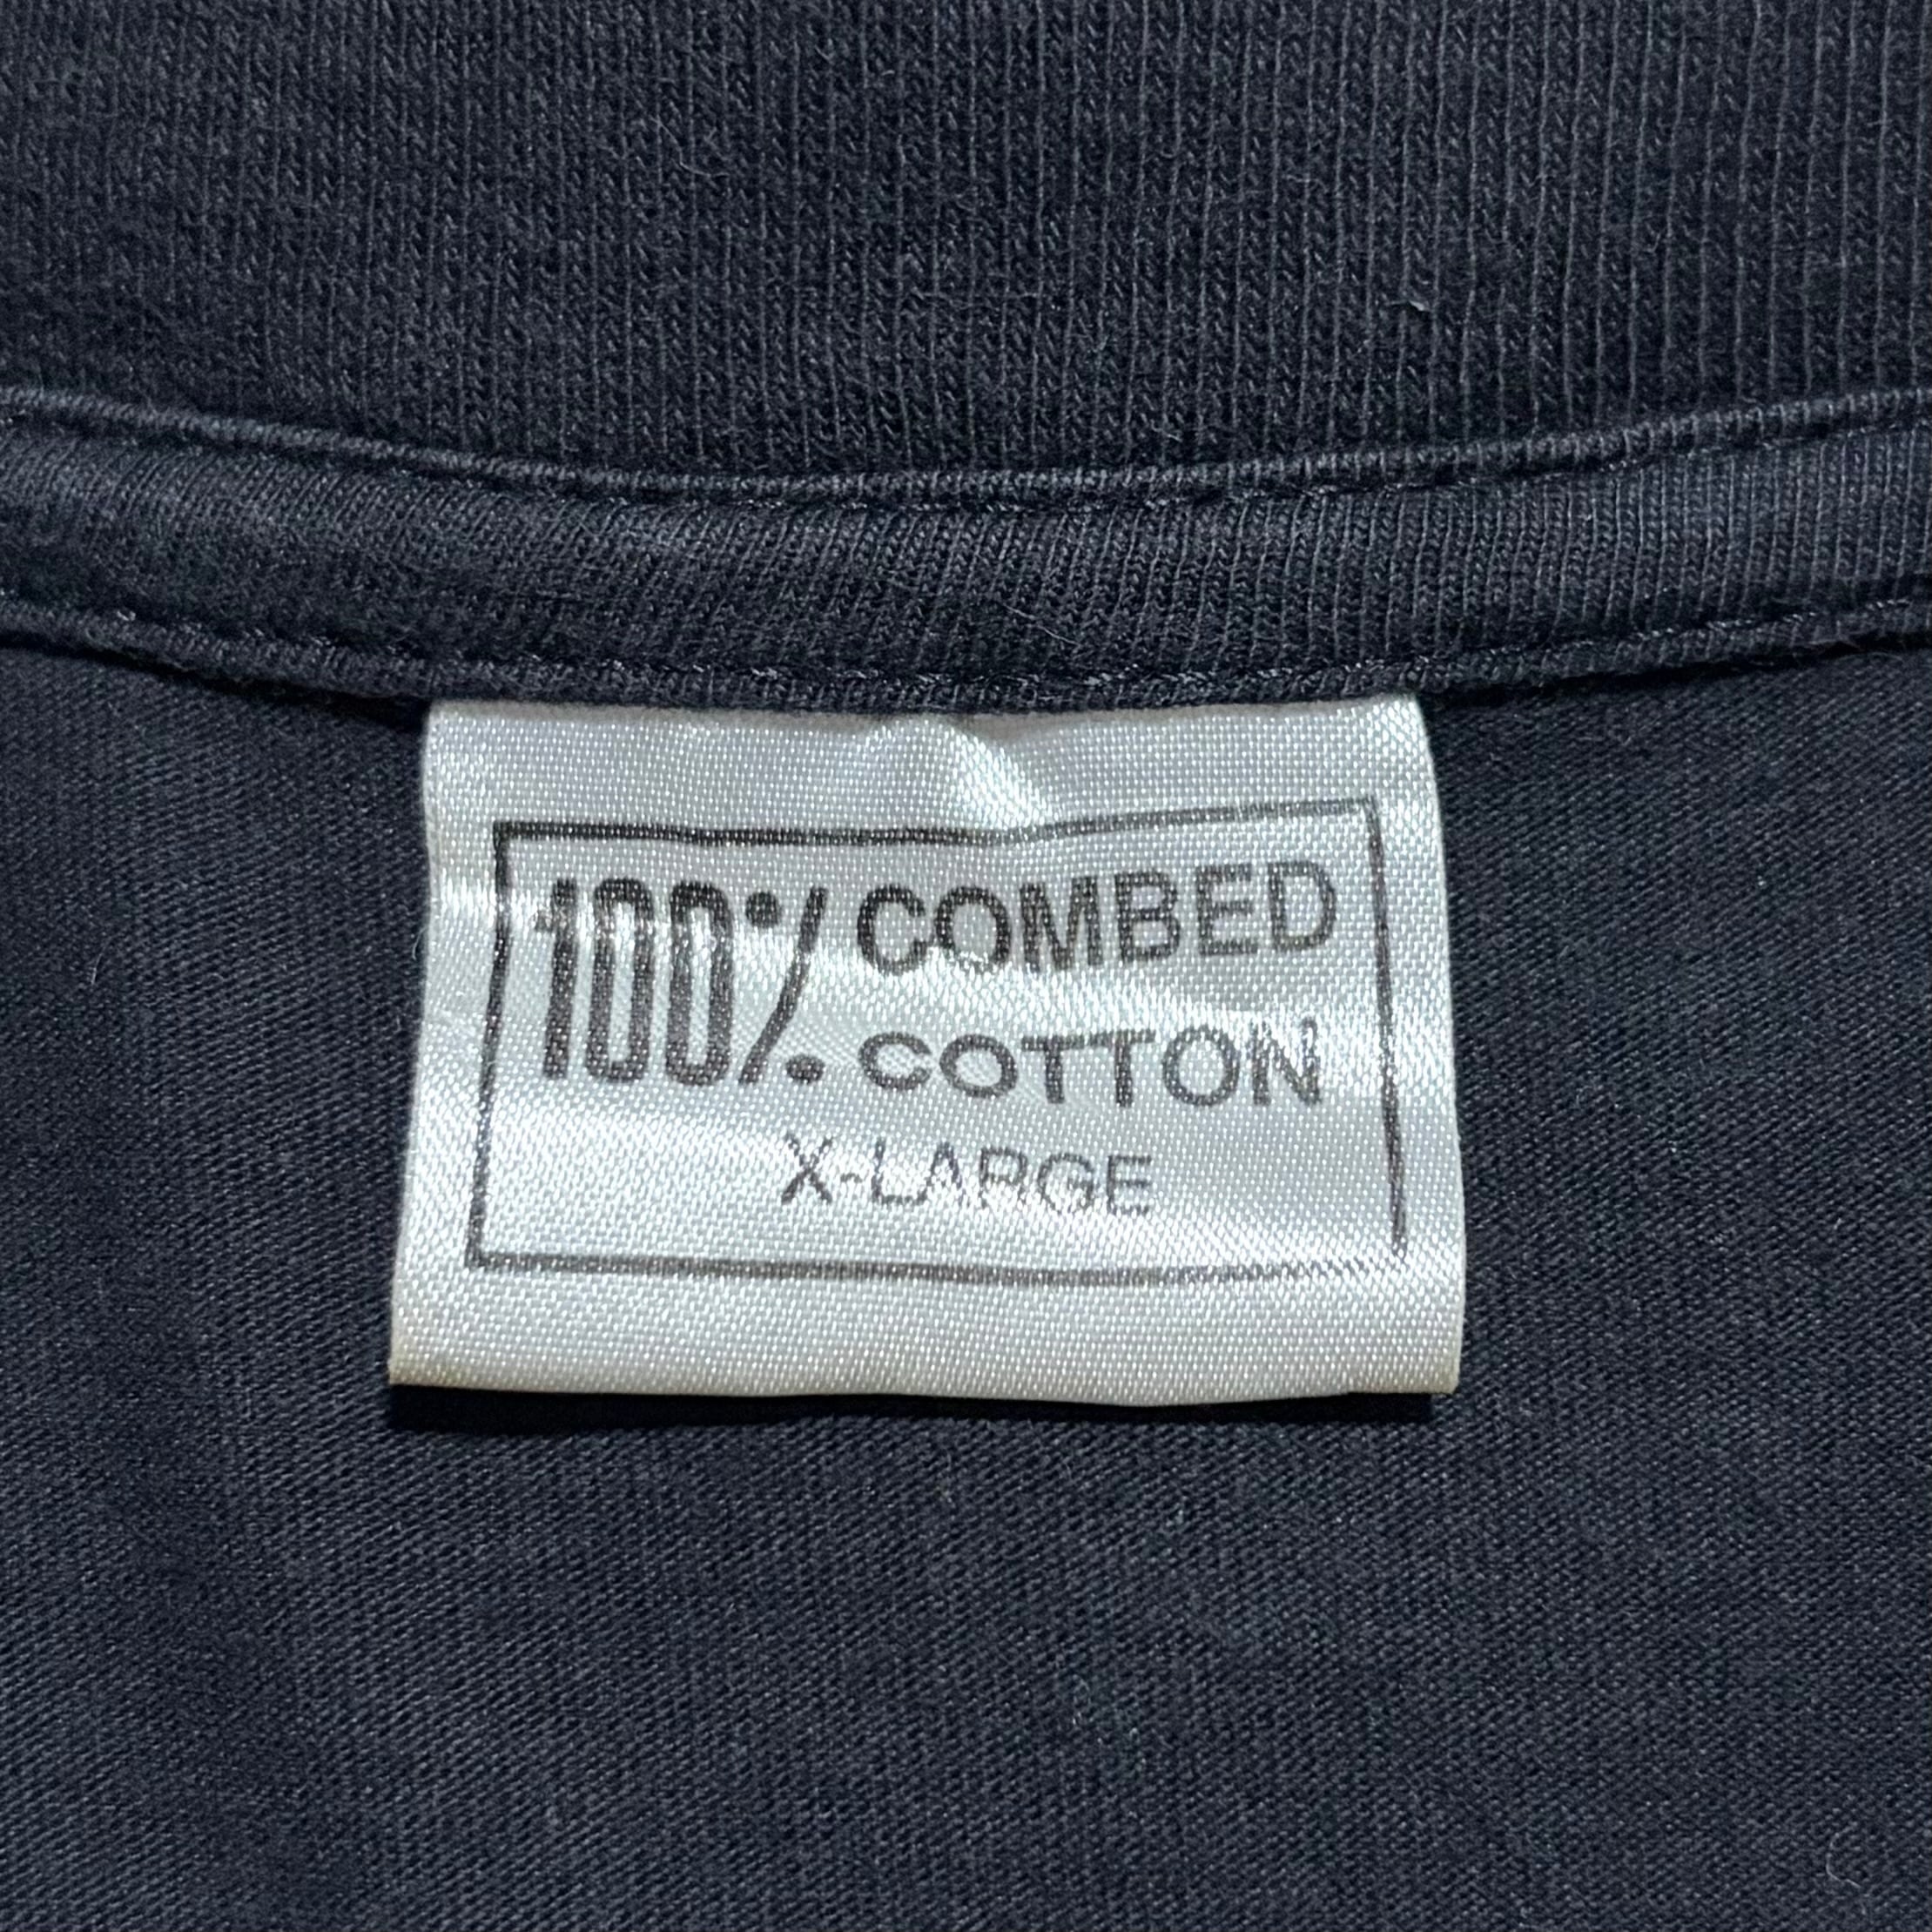 100% COMBED
COTTON
X-LARGE